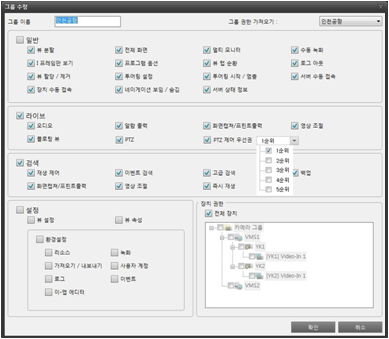 그룹 수정
그룹 이름 인천공항 그룹 권한 가져오기 : 인천공항
일반
뷰 분할 전체 화면 멀티 모니터 수동 녹화
I 프레임만 보기 프로그램 옵션 뷰 탭 순환 로그 아웃
뷰 할당 / 제거 투어링 설정 투어링 시작 / 멈춤 서버 수동 접속
장치 수동 접속 네비게이션 보임 / 숨김 서버 상태 정보
라이브
오디오 알람 출력 화면캡쳐/프린트출력 영상 조절
플로팅 뷰 PTZ PTZ 제어 우선권 1순위
1순위
2순위
3순위
4순위
5순위
검색
재생 제어 이벤트 검색 고급 검색 백업
화면캡쳐/프린트출력 영상 조절 즉시 재생
설정
뷰 설정 뷰 속성
환경설정
리소스 녹화
가져오기 / 내보내기 사용자 계정
로그 이벤트
이-맵 에디터
장치 권한
전체 장치
카메라 그룹
VMS1
YK1
[YK1] Video-In 1
YK2
[YK2] Video-In 1
VMS2
확인 취소